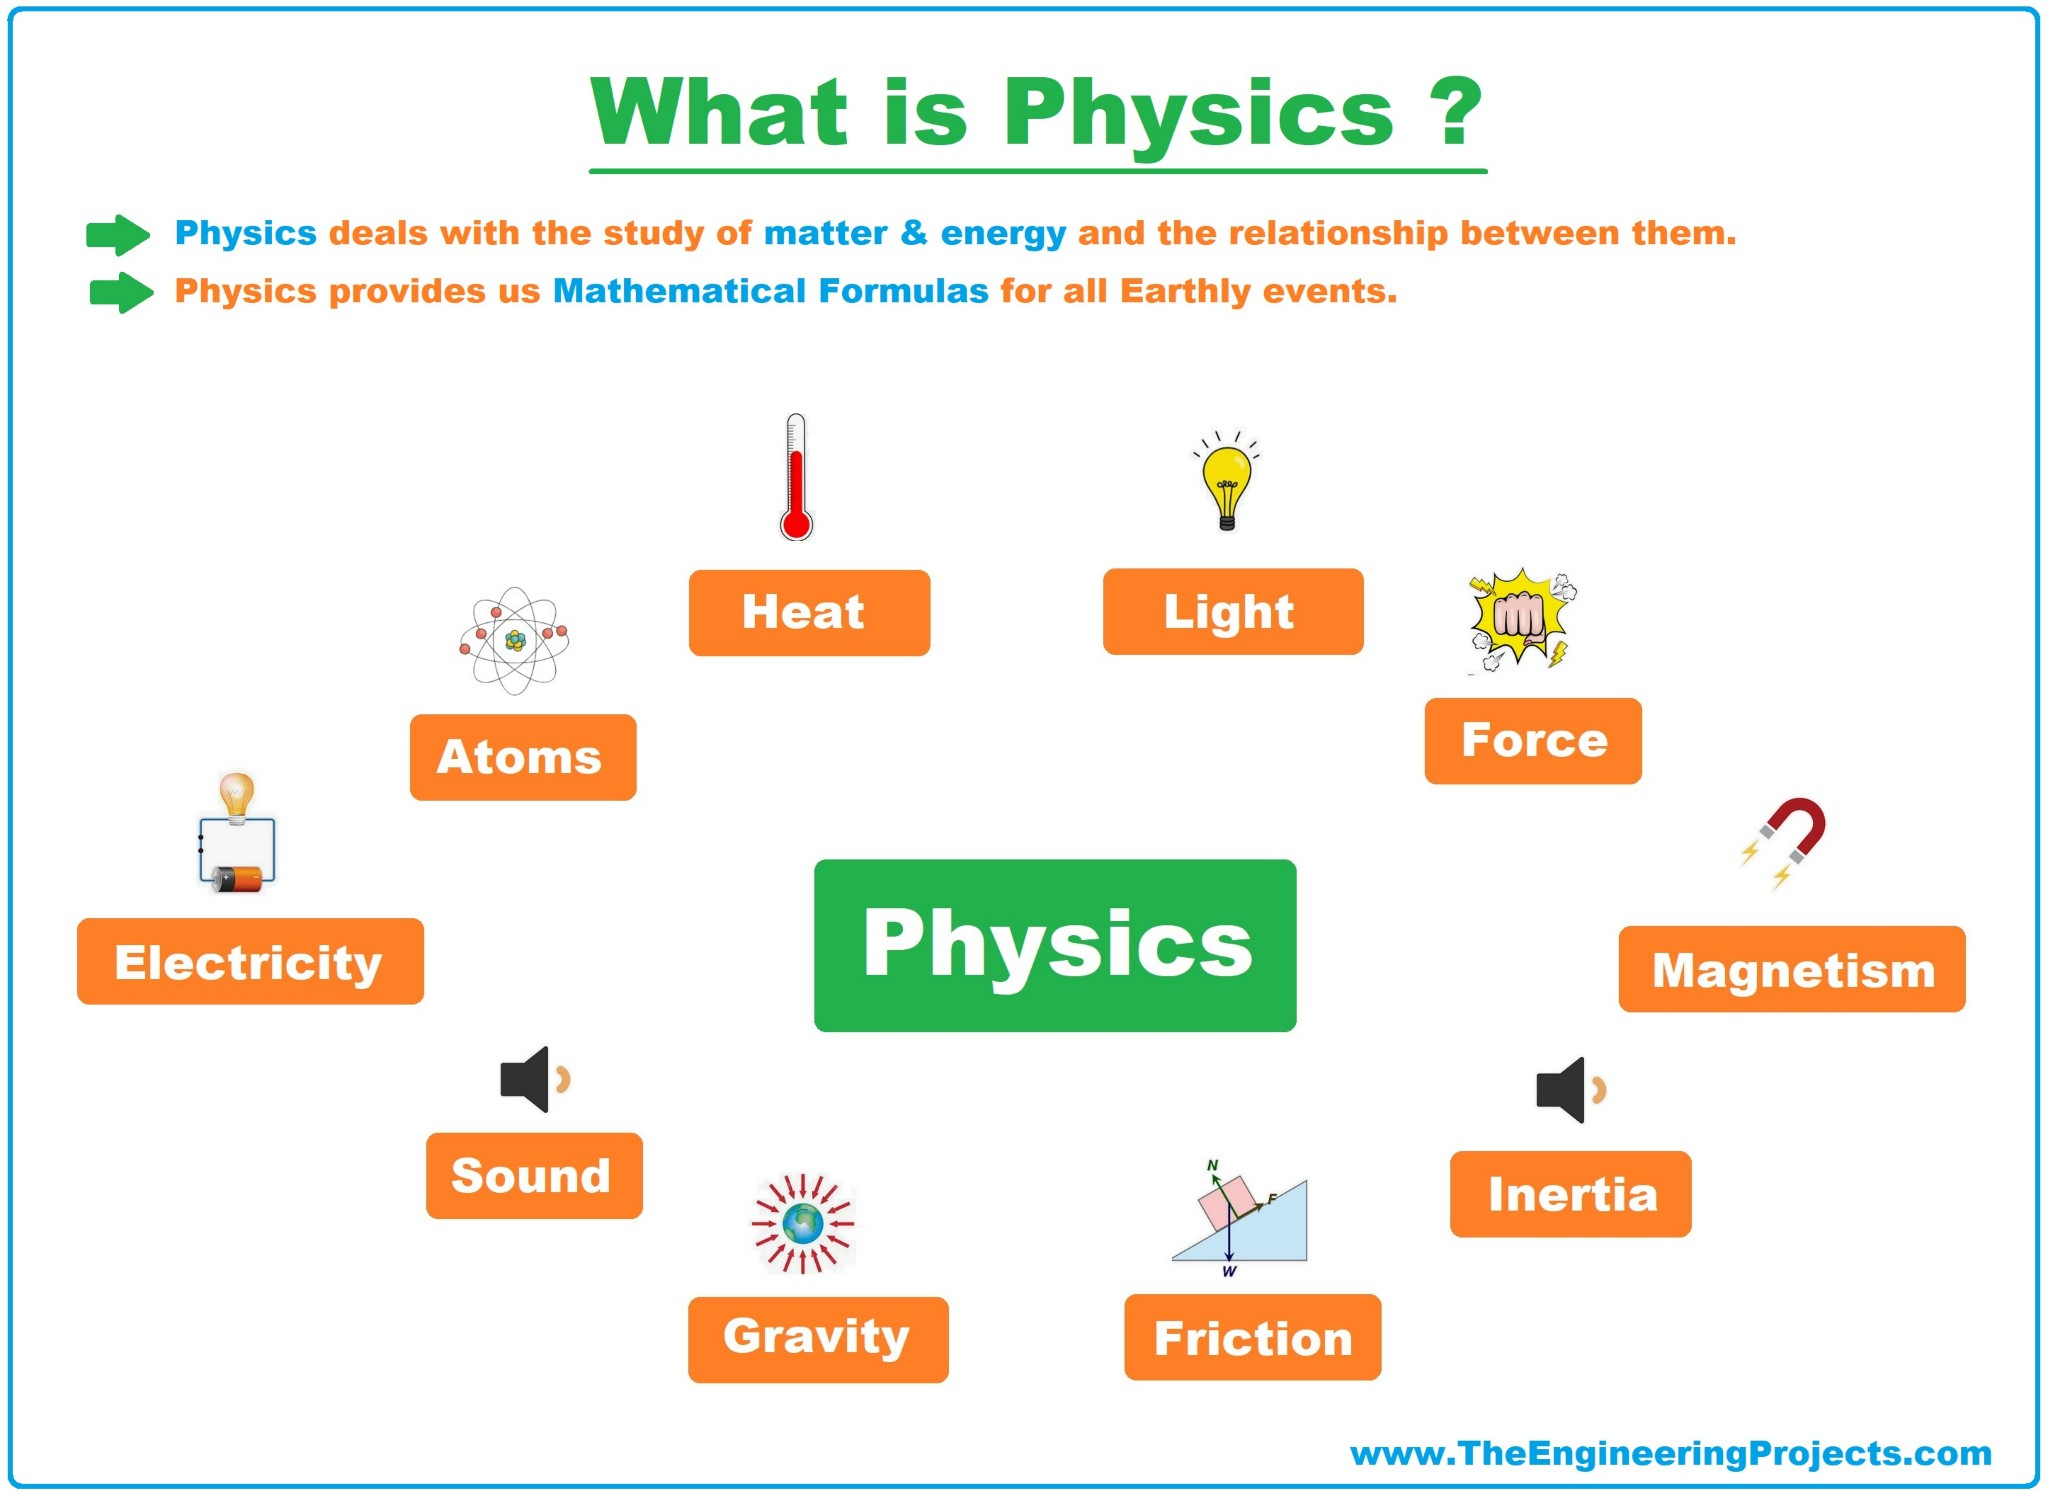 What is Physics ?
Physics deals with the study of matter & energy and the relationship between them.
Physics provides us Mathematical Formulas for all Earthly events.
Heat
Light
Force
Atoms
Electricity
Physics
Magnetism
Sound
Inertia
N
F
W
Gravity
Friction
www.TheEngineeringProjects.com